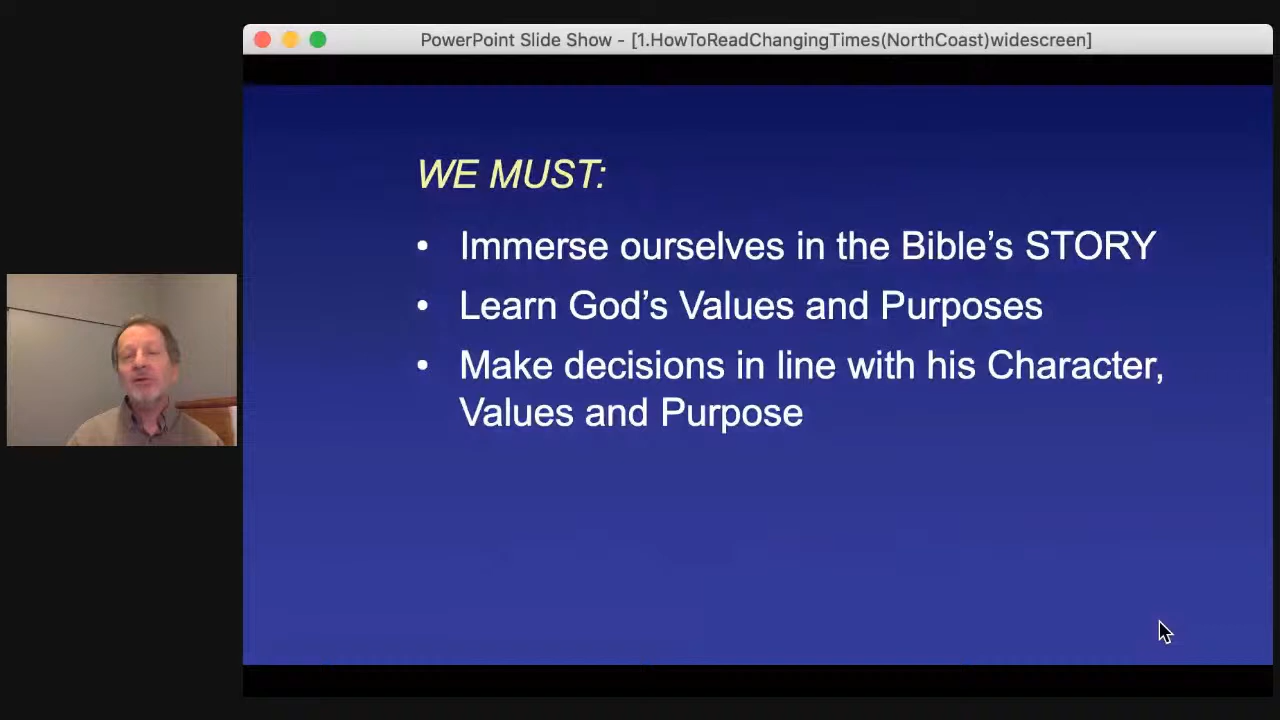 PowerPoint Slide Show - [1.HowToReadChangingTimes(NorthCoast)widescreen]
WE MUST:
• Immerse ourselves in the Bible’s STORY
• Learn God’s Values and Purposes
• Make decisions in line with his Character,
Values and Purpose